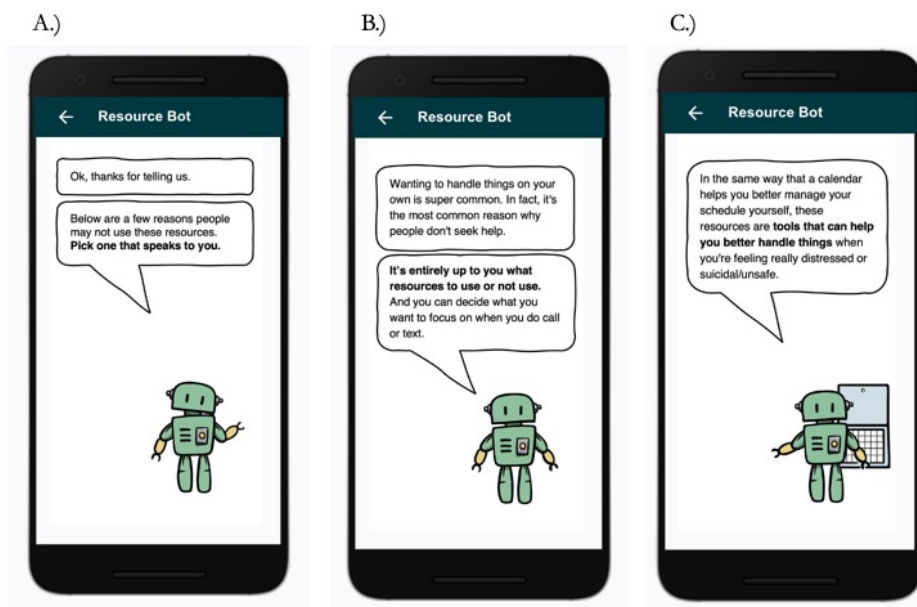 A.)
B.)
C.)
Resource Bot
Ok, thanks for telling us.
Below are a few reasons people
may not use these resources.
Pick one that speaks to you.
Resource Bot
Wanting to handle things on your
own is super common. In fact, it's
the most common reason why
people don't seek help.
It's entirely up to you what
resources to use or not use.
And you can decide what you
want to focus on when you do call
or text.
Resource Bot
In the same way that a calendar
helps you better manage your
schedule yourself, these
resources are tools that can help
you better handle things when
you're feeling really distressed or
suicidal/unsafe.